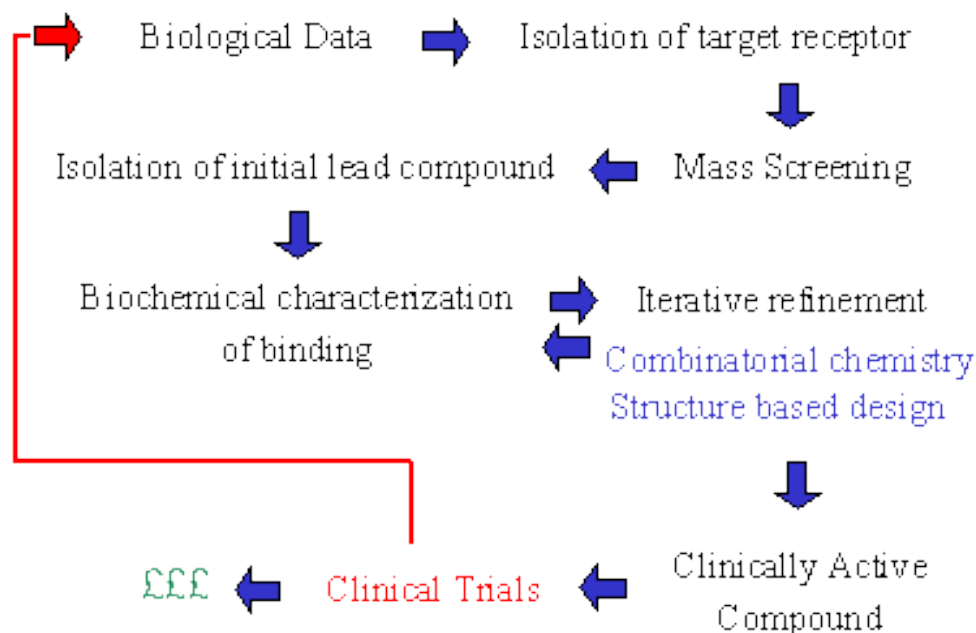 Biological Data
Isolation of target receptor
Isolation of initial lead compound
Mass Screening
Biochemical characterization
of binding
Iterative refinement
Combinatorial chemistry
Structure based design
£££
Clinical Trials
Clinically Active
Compound